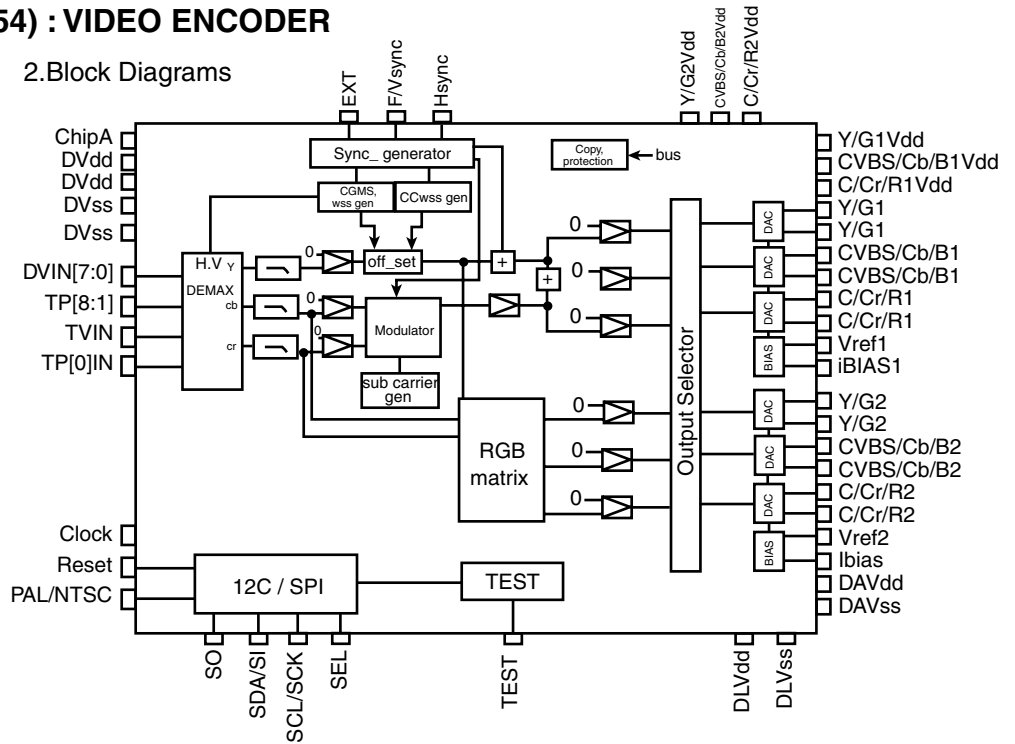 54) : VIDEO ENCODER
2.Block Diagrams
EXT
F/Vsync
Hsync
Y/G2Vdd
CVBS/Cb/B2Vdd
C/Cr/R2Vdd
ChipA
DVdd
DVdd
DVss
DVss
DVIN[7:0]
TP[8:1]
TVIN
TP[0]IN
Clock
Reset
PAL/NTSC
Sync_ generator
CGMS,
wss gen
CCwss gen
Copy,
protection
bus
H.V
Y
DEMAX
cb
cr
0
0
0
off_set
+
+
Modulator
sub carrier
gen
0
0
0
RGB
matrix
0
0
0
Output Selector
DAC
DAC
DAC
BIAS
DAC
DAC
DAC
BIAS
Y/G1Vdd
CVBS/Cb/B1Vdd
C/Cr/R1Vdd
Y/G1
Y/G1
CVBS/Cb/B1
CVBS/Cb/B1
C/Cr/R1
C/Cr/R1
Vref1
iBIAS1
Y/G2
Y/G2
CVBS/Cb/B2
CVBS/Cb/B2
C/Cr/R2
C/Cr/R2
Vref2
Ibias
DAVdd
DAVss
12C / SPI
TEST
SO
SDA/SI
SCL/SCK
SEL
TEST
DLVdd
DLVss